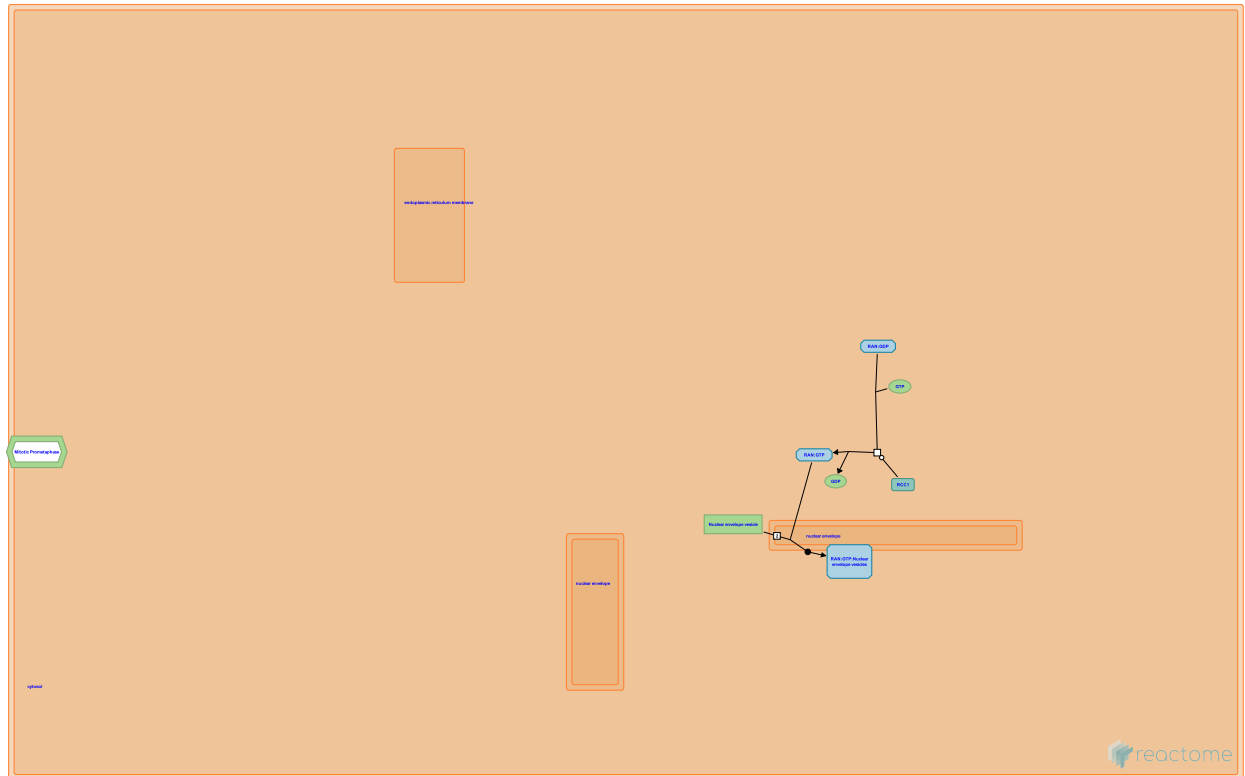 endoplasmic reticulum membrane
RAN:GDP
GTP
Mitotic Prometaphase
RAN:GTP
GDP
RCC1
Nuclear envelope vesicle
nuclear envelope
RAN:GTP:Nuclear
envelope vesicles
nuclear envelope
cytosol
reactome